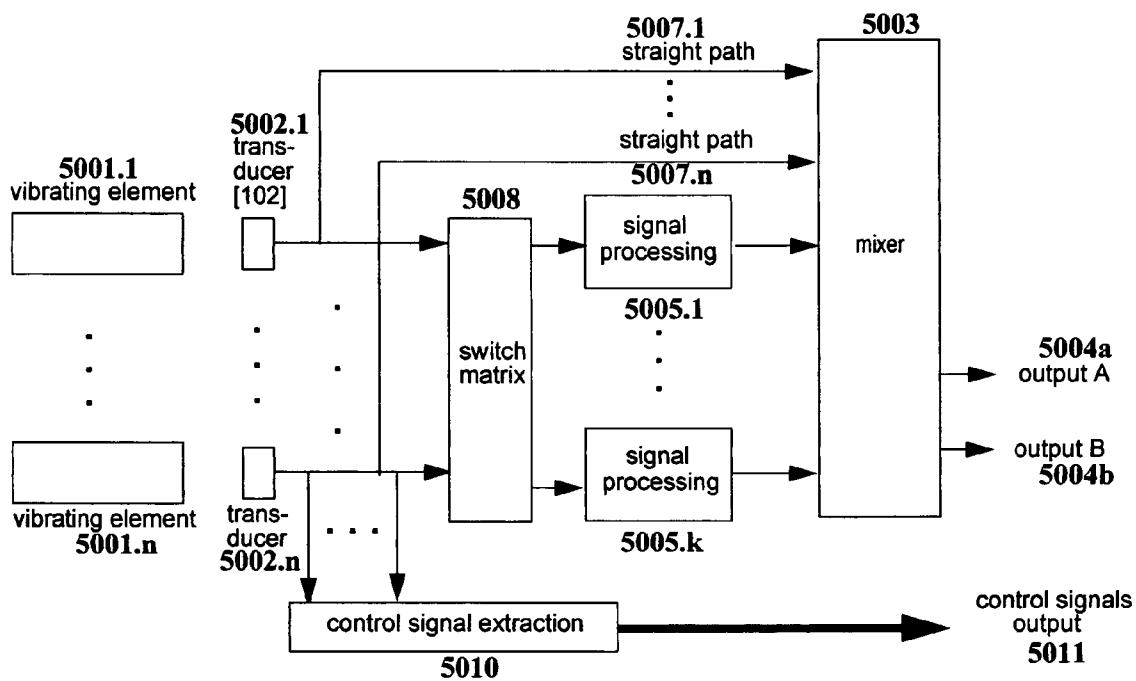 5007.1
straight path
5003
5002.1
trans-
ducer
[102]
straight path
5007.n
5001.1
vibrating element
5008
signal
processing
mixer
5005.1
switch
matrix
5004a
output A
signal
processing
output B
5004b
vibrating element
5001.n
trans-
ducer
5002.n
5005.k
control signal extraction
5010
control signals
output
5011